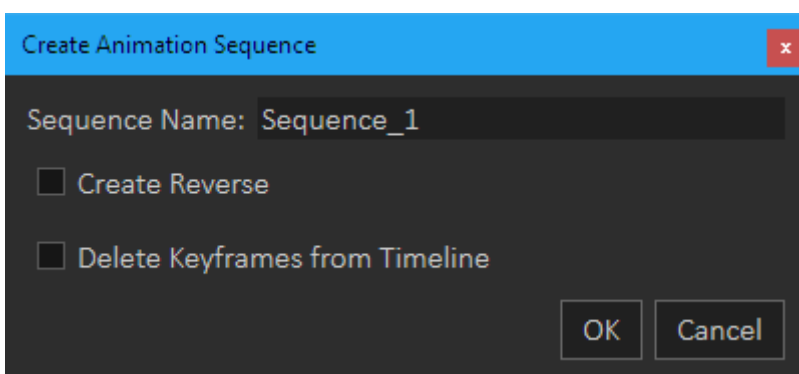 Create Animation Sequence x
Sequence Name: Sequence_1
Create Reverse
Delete Keyframes from Timeline
OK Cancel